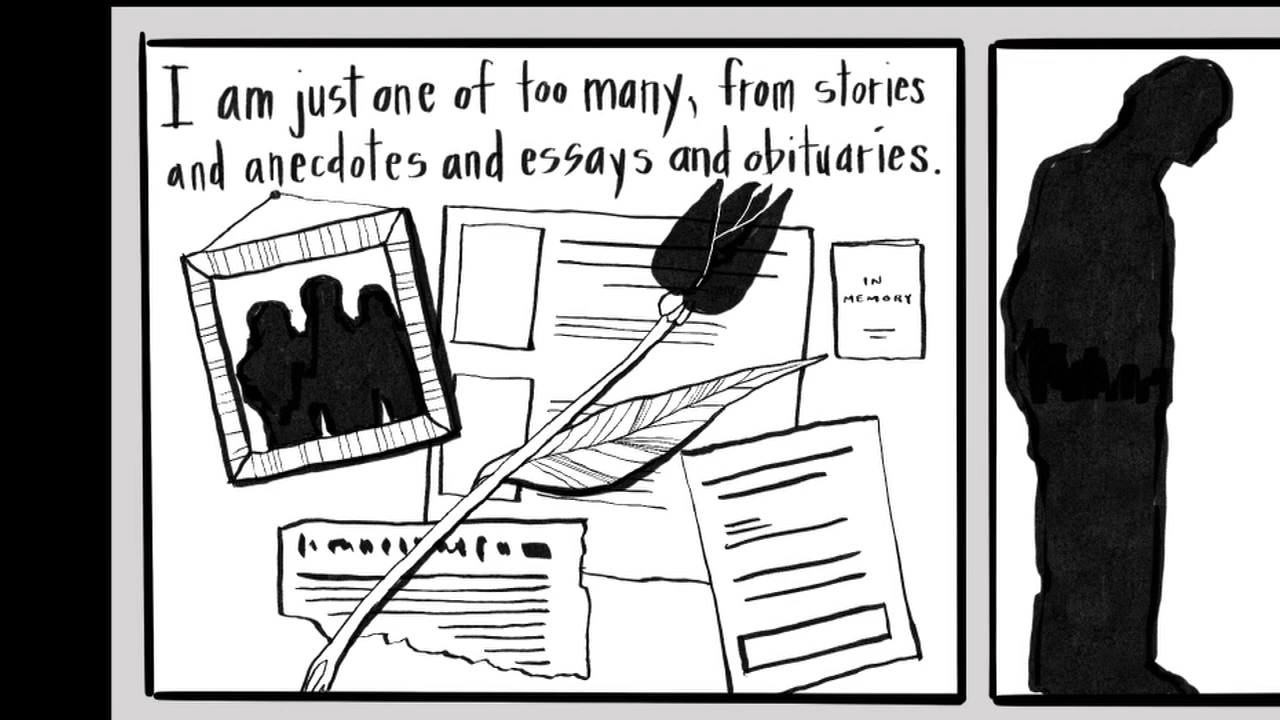 I am just one of too many, from stories
and anecdotes and essays and obituaries.
IN
MEMORY